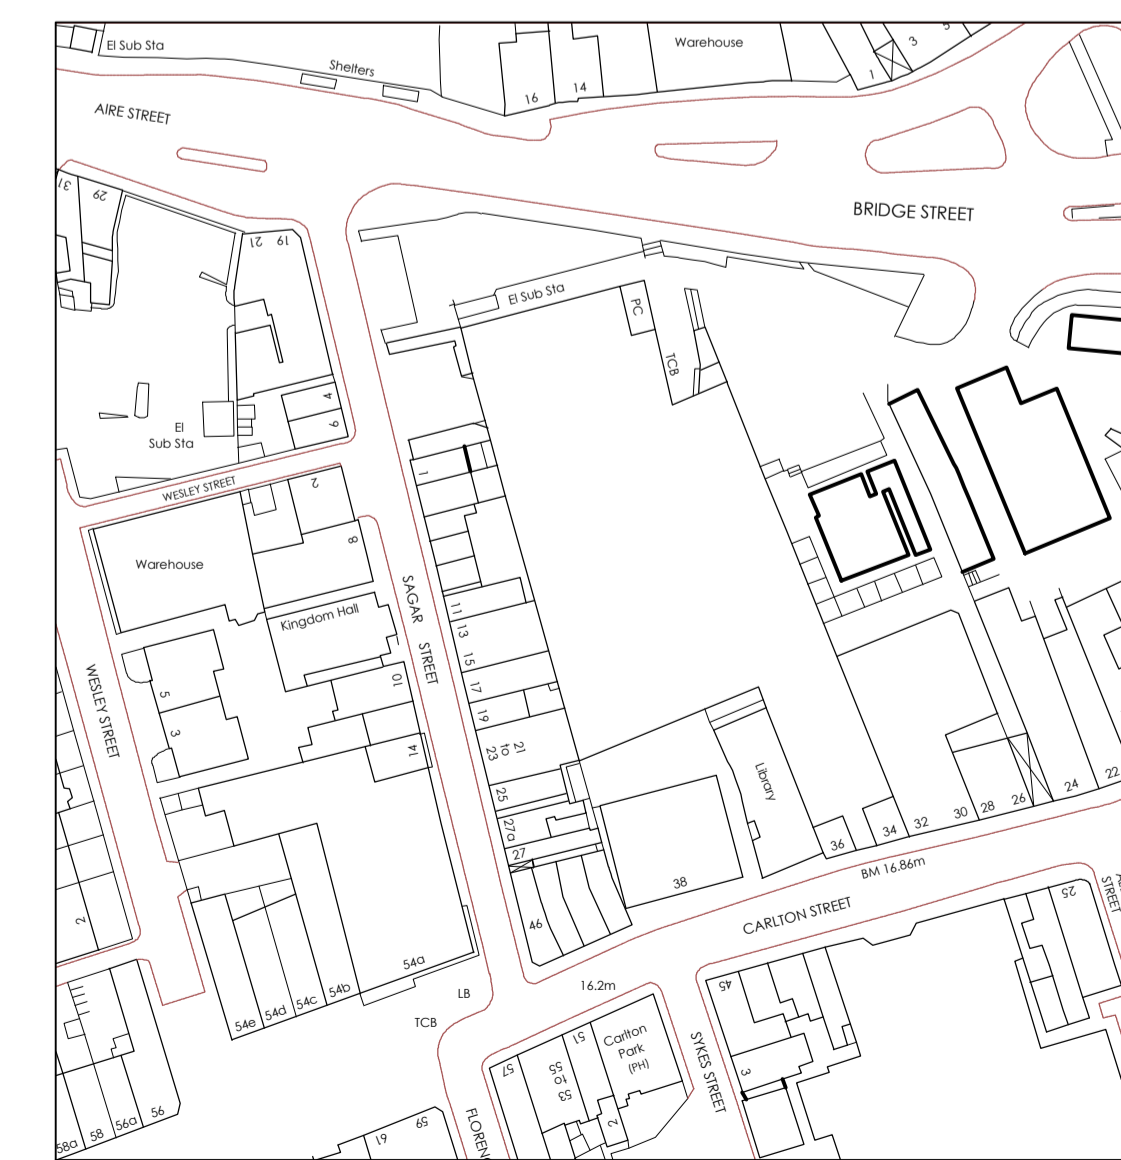 El Sub Sta
Shelters
16
14
Warehouse
1
3
5
AIRE STREET
BRIDGE STREET
31
29
21
19
El Sub Sta
PC
TCB
4
6
El
Sub Sta
WESLEY STREET
2
8
1
Warehouse
Kingdom Hall
SAGAR STREET
11
13
15
17
19
21
to
23
25
27a
27
10
14
WESLEY STREET
5
3
2
Library
38
46
36
34
32
30
28
26
24
22
BM 16.86m
CARLTON STREET
25
STREET
54a
54b
54c
54d
54e
LB
TCB
16.2m
45
SYKES STREET
3
57
55
to
53
51
Carlton
Park
(PH)
2
58a
58
56a
56
61
59
FLOREN